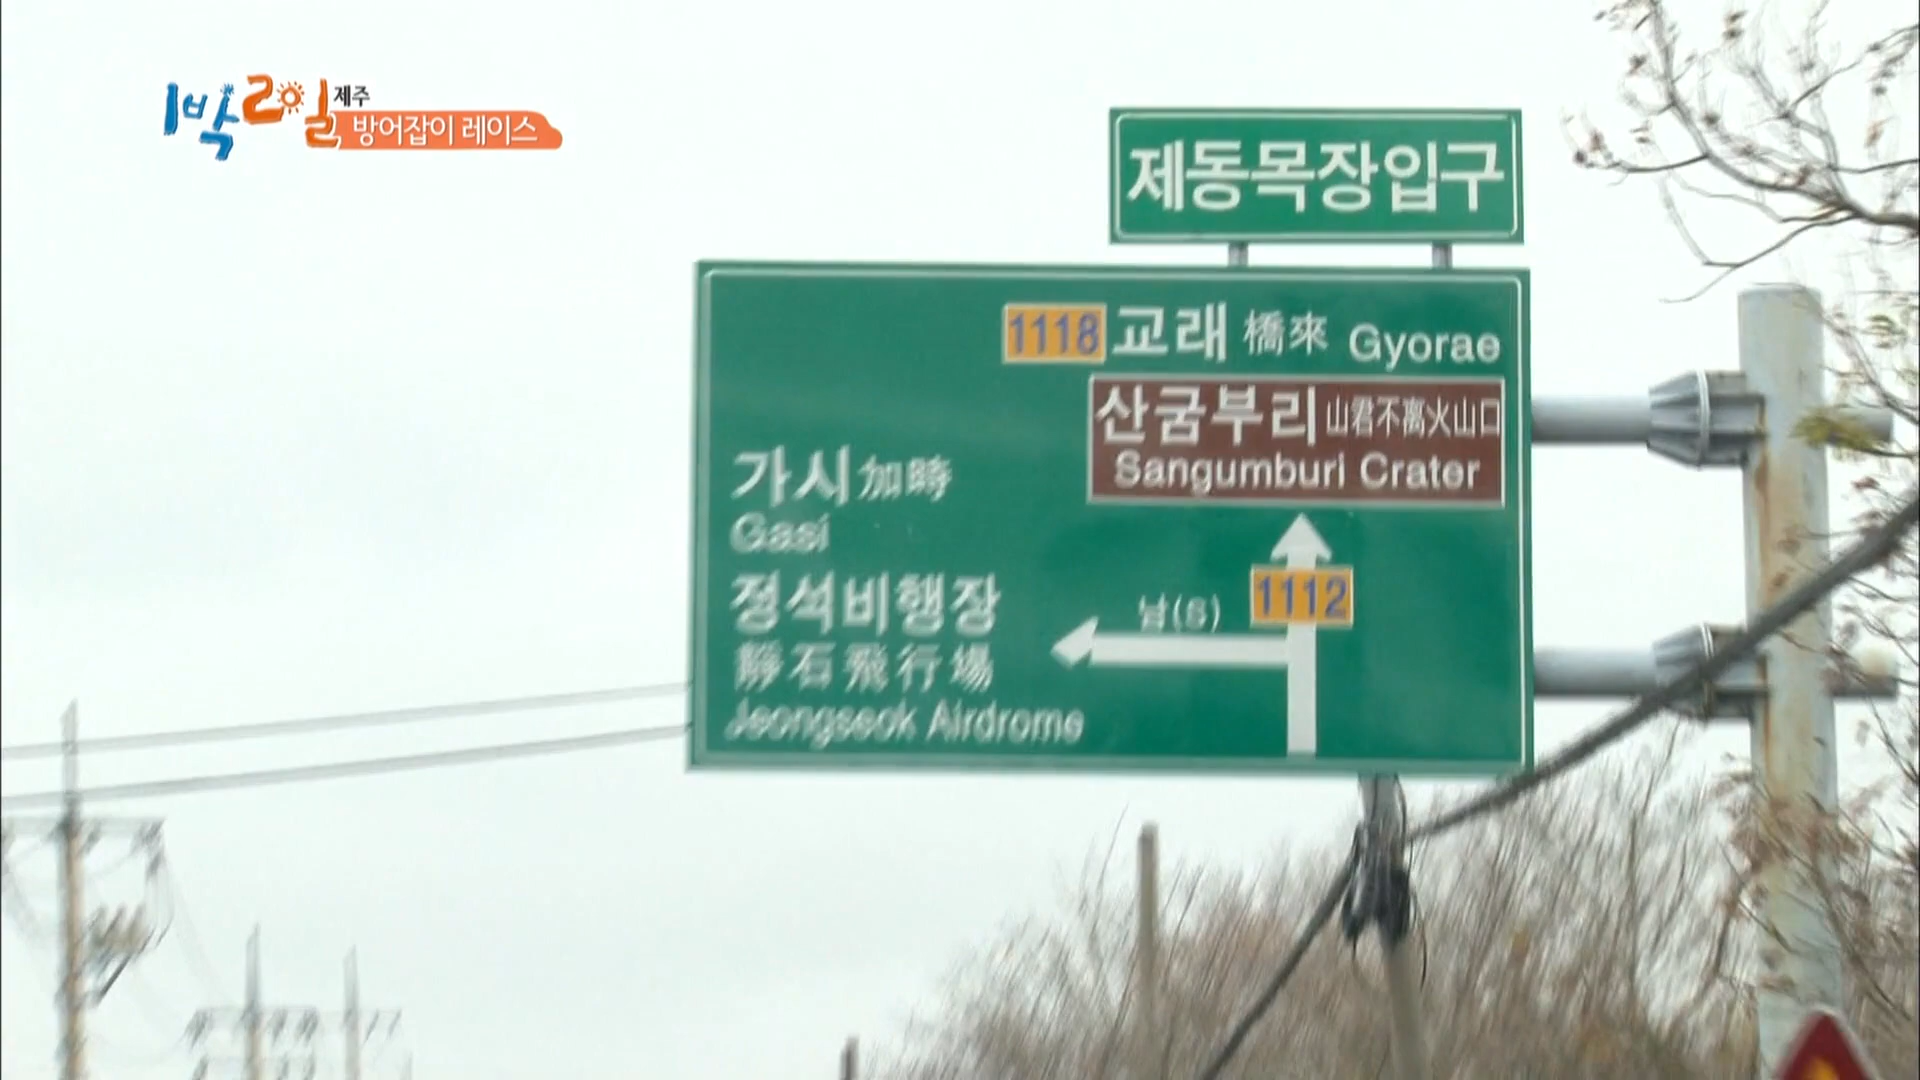 1박2일 제주
방어잡이 레이스
제동목장입구
1118 교래 橋來 Gyorae
산굼부리 山君不离火山口
Sangumburi Crater
가시 加時
Gasi
정석비행장
靜石飛行場
Jeongseok Airdrome
남(S)
1112